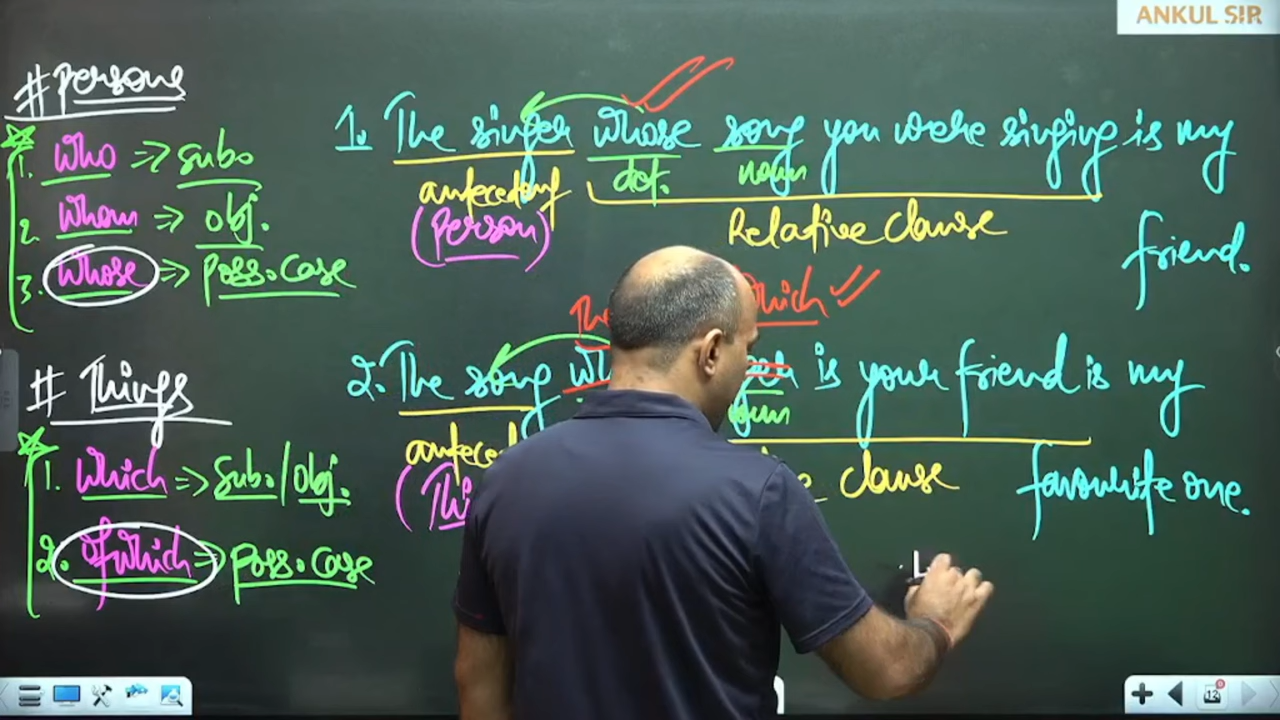 ANKUL SIR
# Persons
1. who => sub.
2. whom => obj.
3. whose => poss. case
# Things
1. which => sub./obj.
2. of which => poss. case
1. The singer whose song you were singing is my
friend.
det. noun
antecedent
(Person)
Relative clause
which
2. The song is your friend is my
favourite one.
clause
12